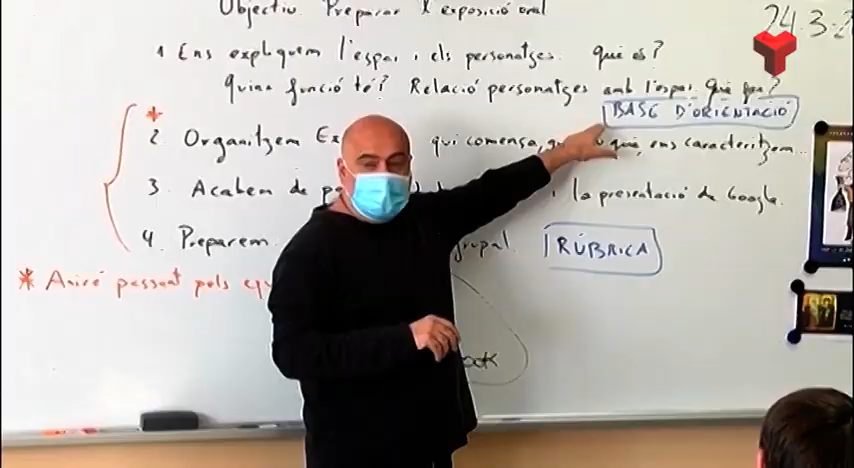 Objectiu Preparar l'exposició oral
24.3.2
1 Ens expliquem l'espai i els personatges. què és?
Quina funció té? Relació personatges amb l'espai. Què fan?
BASE D'ORIENTACIÓ
* 2. Organitzem qui comença, què, ens caracteritzem...
3. Acabem de i la presentació de Google.
4. Preparem grupal. RÚBRICA
* Aniré passant pels